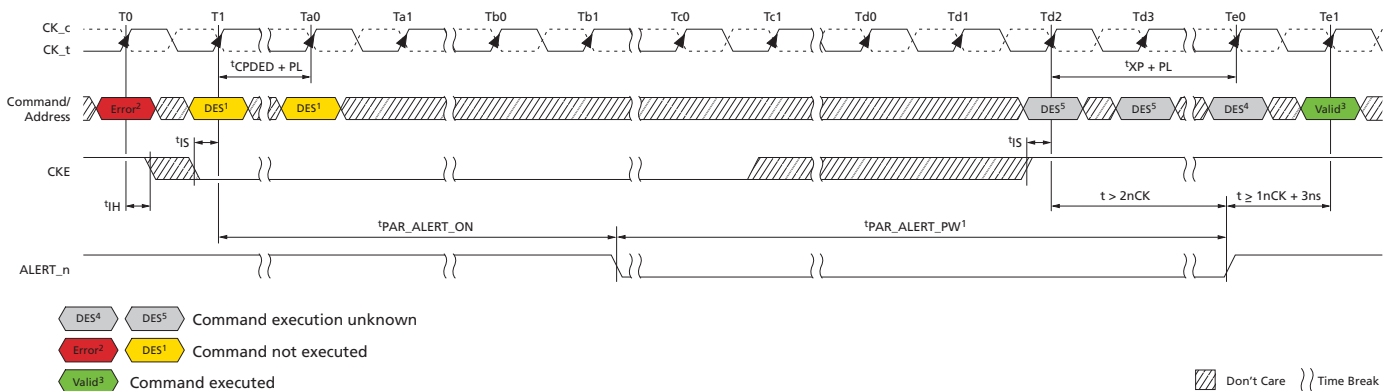 T0 T1 Ta0 Ta1 Tb0 Tb1 Tc0 Tc1 Td0 Td1 Td2 Td3 Te0 Te1
CK_c
CK_t
tCPDED + PL tXP + PL
Command/
Address
Error2 DES1 DES1 DES5 DES5 DES4 Valid3
tIS tIS
CKE
tIH t > 2nCK t ≥ 1nCK + 3ns
tPAR_ALERT_ON tPAR_ALERT_PW1
ALERT_n
DES4 DES5 Command execution unknown
Error2 DES1 Command not executed
Valid3 Command executed
Don't Care Time Break